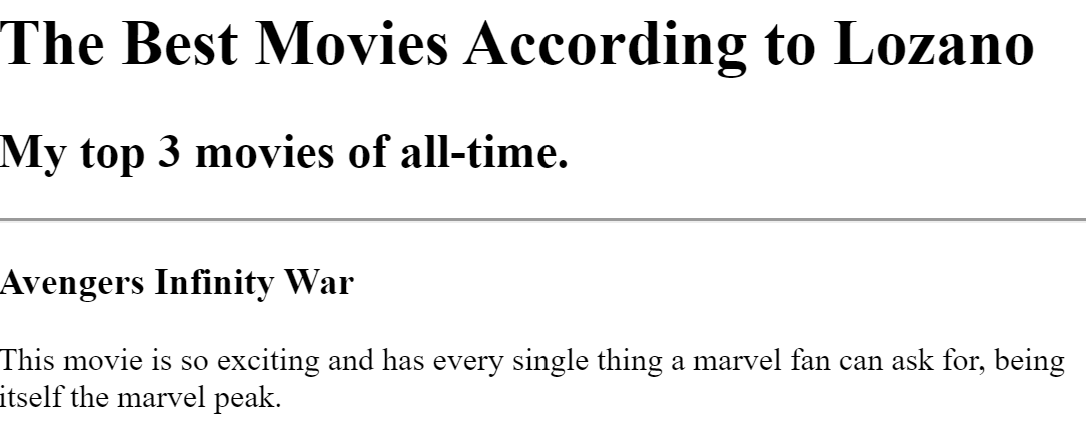 The Best Movies According to Lozano
My top 3 movies of all-time.
Avengers Infinity War
This movie is so exciting and has every single thing a marvel fan can ask for, being
itself the marvel peak.